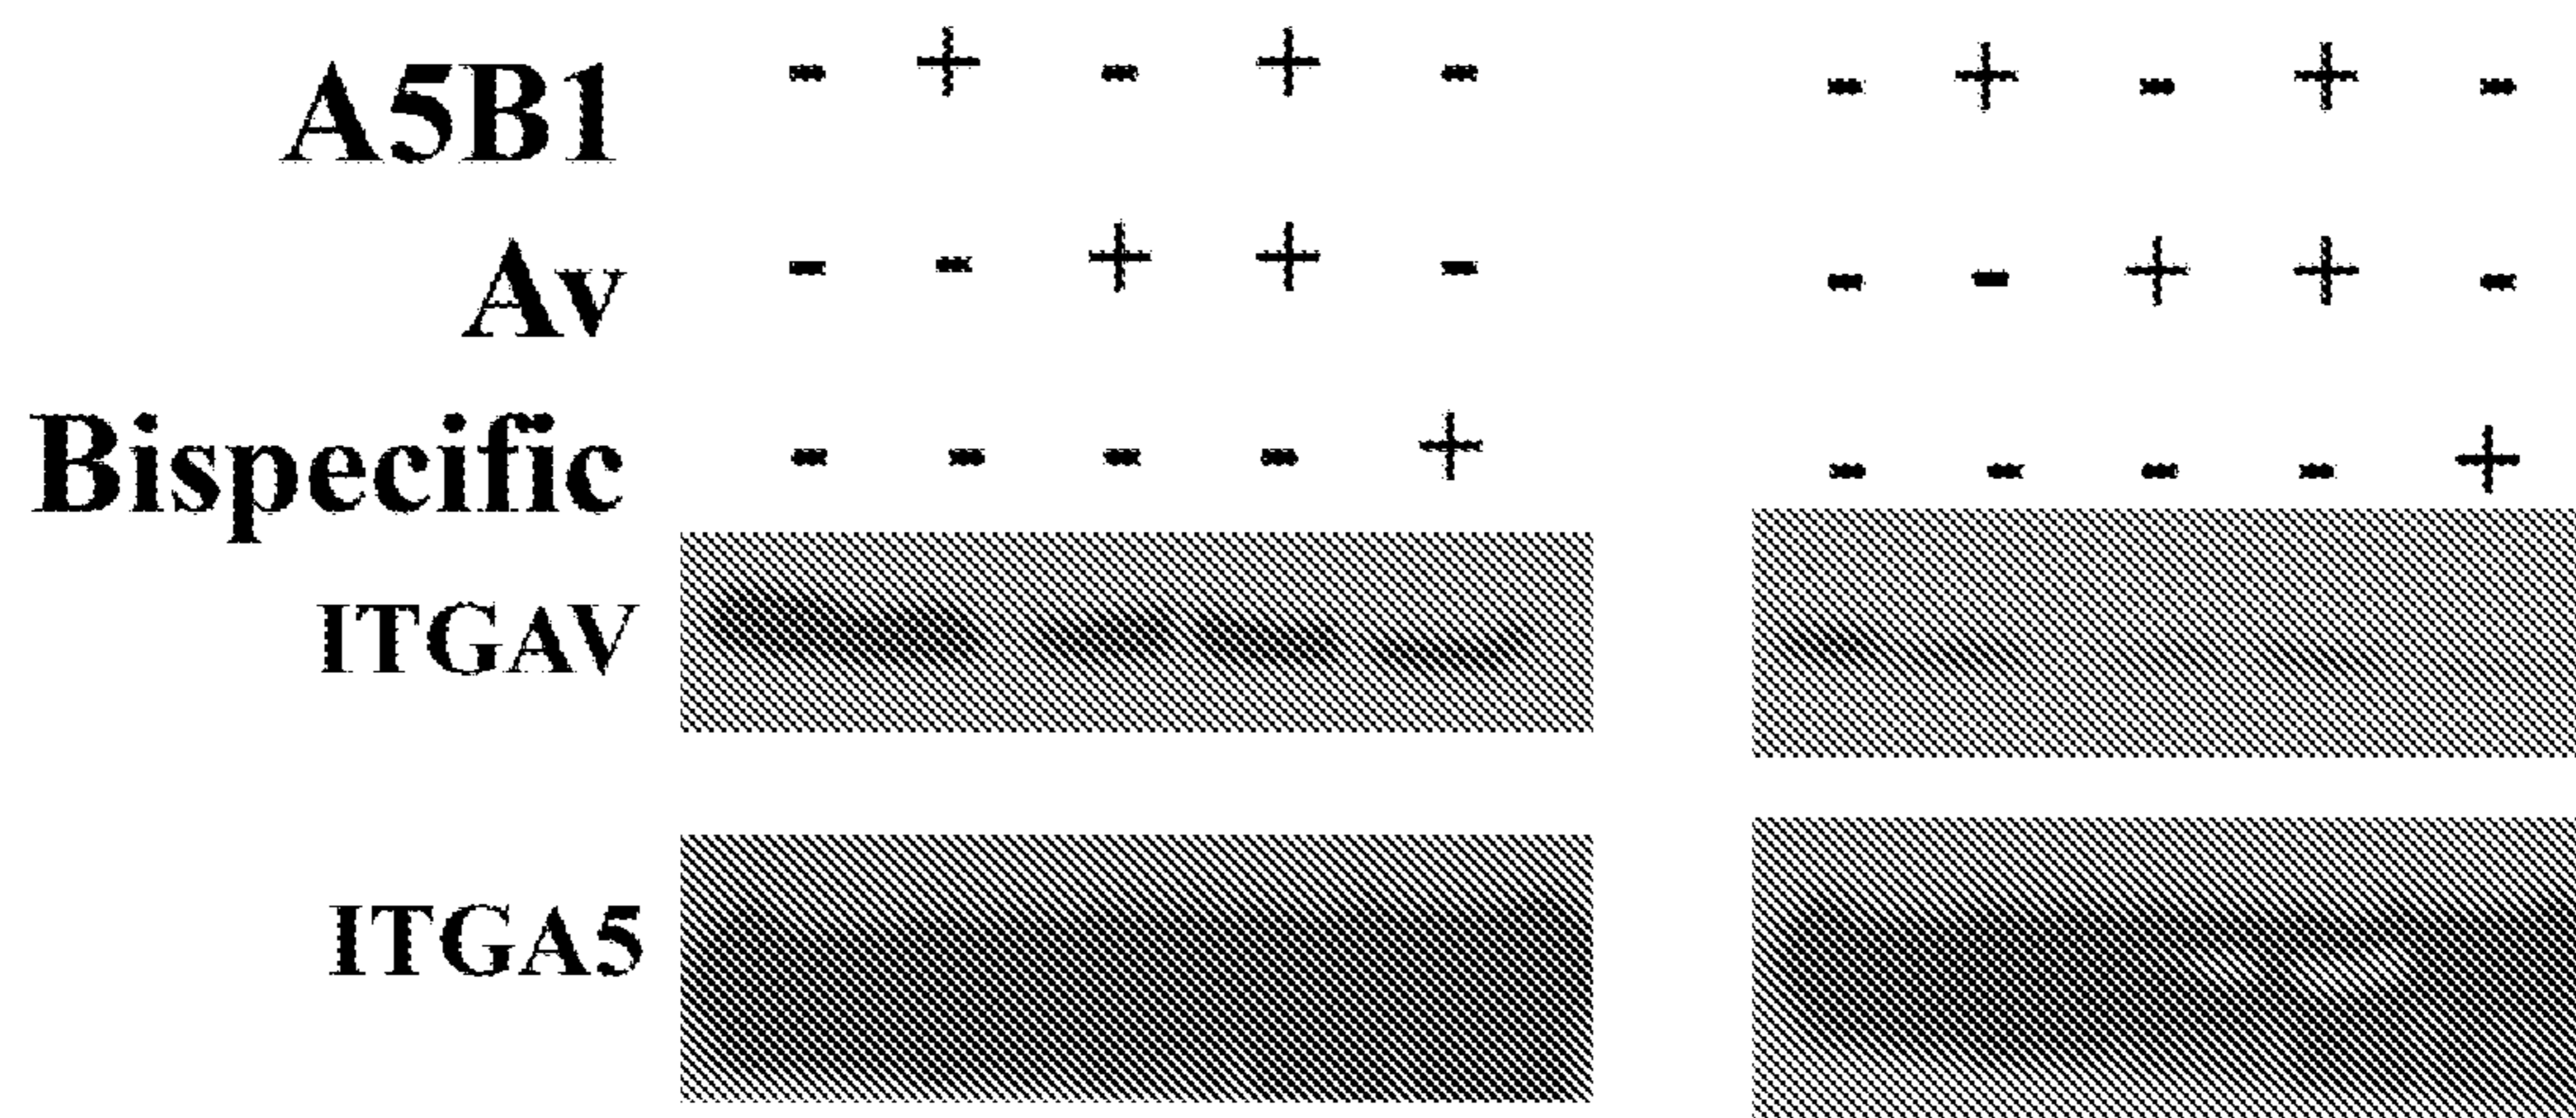 A5B1 - + - + - - + - + -
Av - - + + - - - + + -
Bispecific - - - - + - - - - +
ITGAV
ITGA5